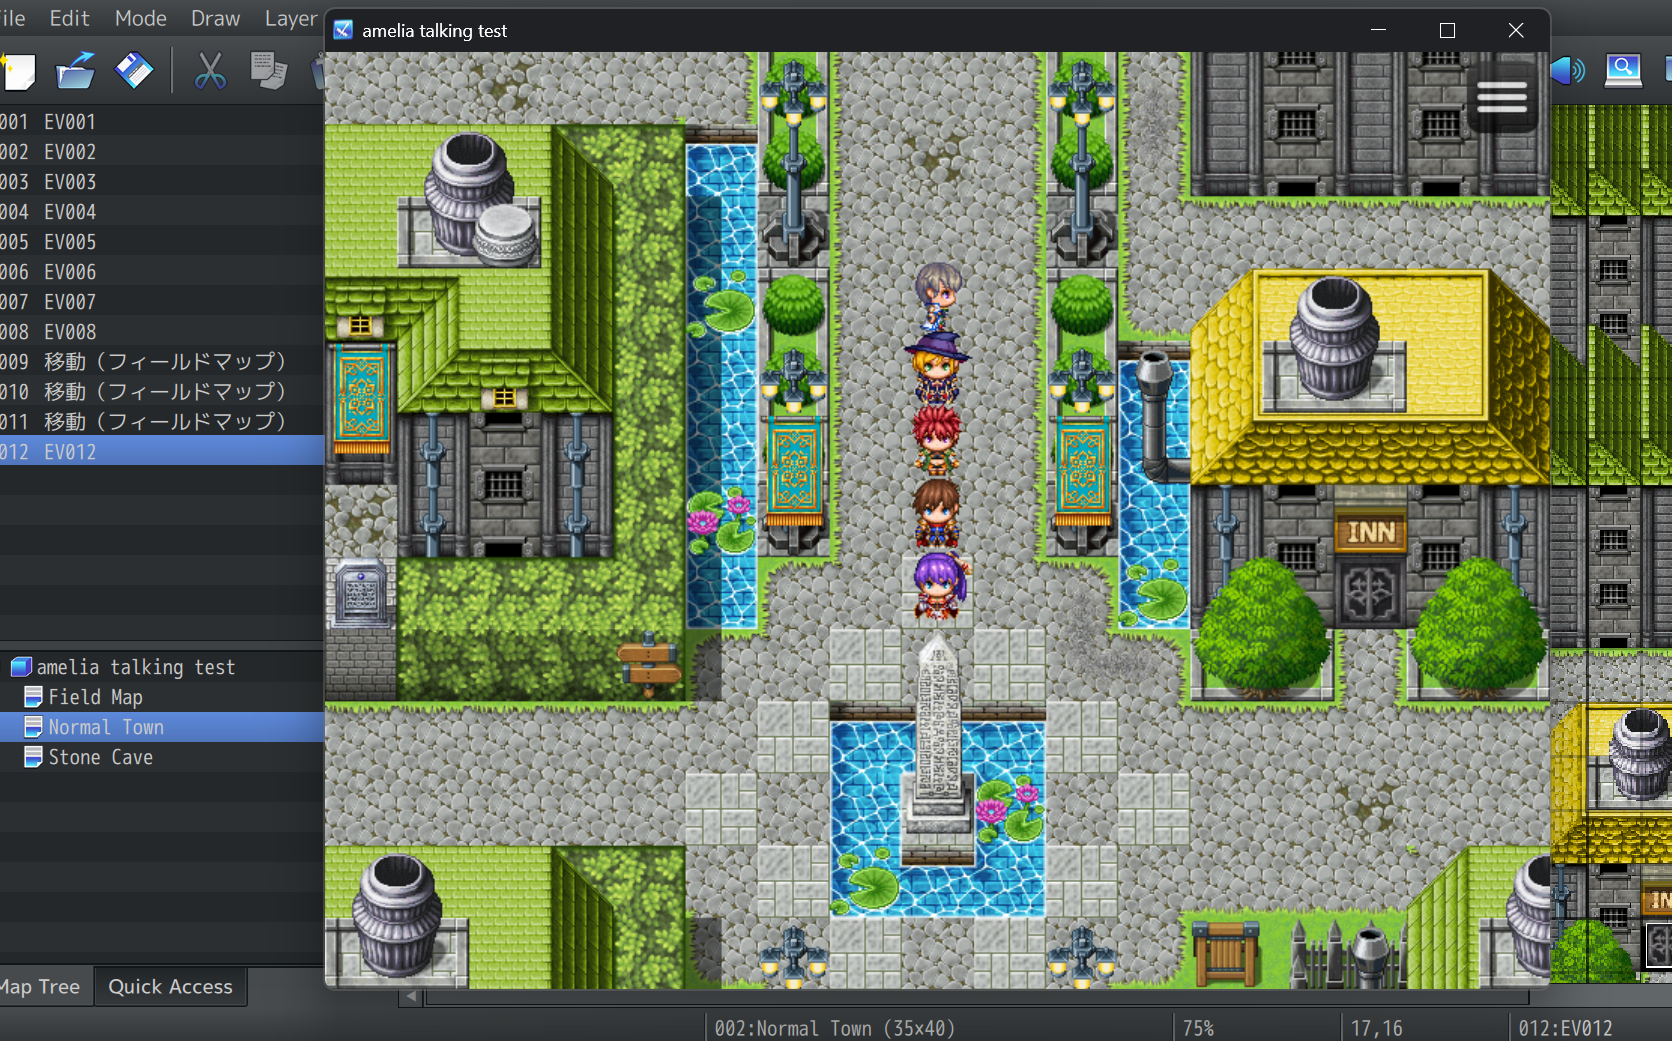 File Edit Mode Draw Layer
amelia talking test
001 EV001
002 EV002
003 EV003
004 EV004
005 EV005
006 EV006
007 EV007
008 EV008
009 移動（フィールドマップ）
010 移動（フィールドマップ）
011 移動（フィールドマップ）
012 EV012
INN
amelia talking test
Field Map
Normal Town
Stone Cave
IN
Map Tree Quick Access
002:Normal Town (35×40) 75% 17,16 012:EV012